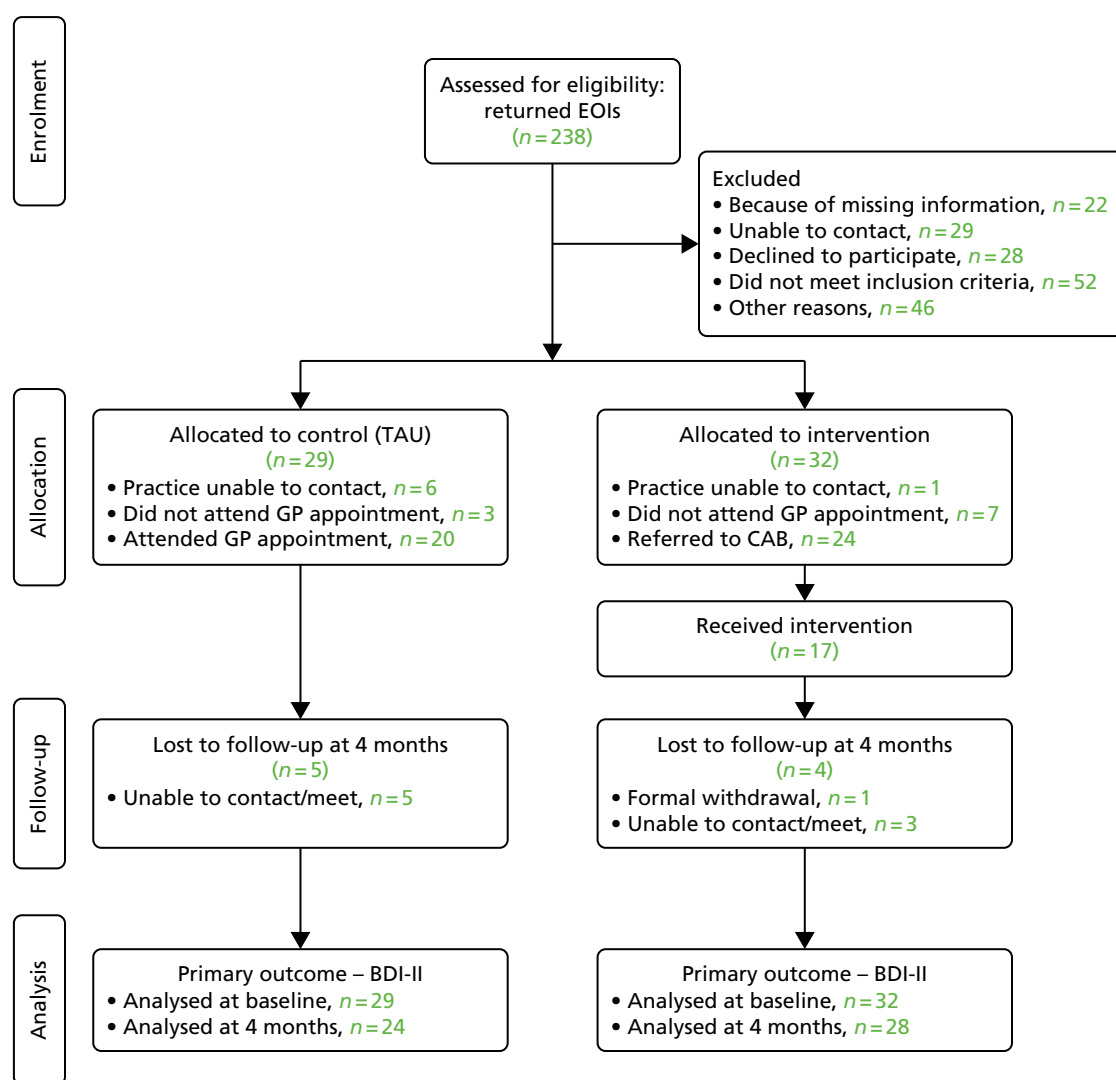 Enrolment
Assessed for eligibility:
returned EOIs
(n=238)
Excluded
• Because of missing information, n=22
• Unable to contact, n=29
• Declined to participate, n=28
• Did not meet inclusion criteria, n=52
• Other reasons, n=46
Allocation
Allocated to control (TAU)
(n=29)
• Practice unable to contact, n=6
• Did not attend GP appointment, n=3
• Attended GP appointment, n=20
Allocated to intervention
(n=32)
• Practice unable to contact, n=1
• Did not attend GP appointment, n=7
• Referred to CAB, n=24
Received intervention
(n=17)
Follow-up
Lost to follow-up at 4 months
(n=5)
• Unable to contact/meet, n=5
Lost to follow-up at 4 months
(n=4)
• Formal withdrawal, n=1
• Unable to contact/meet, n=3
Analysis
Primary outcome – BDI-II
• Analysed at baseline, n=29
• Analysed at 4 months, n=24
Primary outcome – BDI-II
• Analysed at baseline, n=32
• Analysed at 4 months, n=28